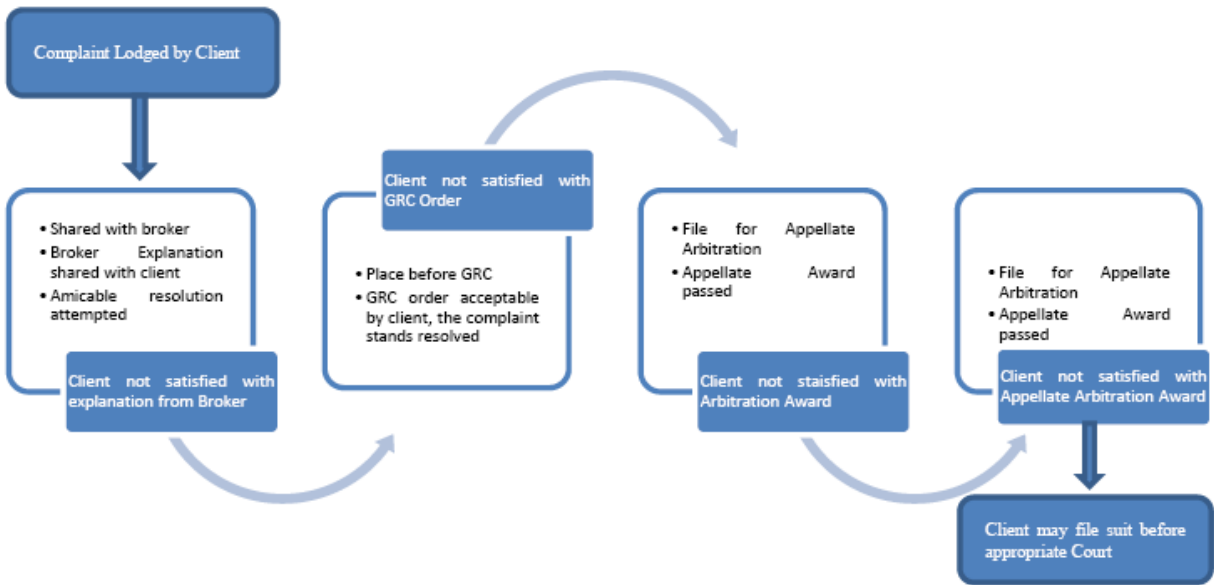 Complaint Lodged by Client
• Shared with broker
• Broker Explanation
shared with client
• Amicable resolution
attempted
Client not satisfied with
explanation from Broker
Client not satisfied with
GRC Order
• Place before GRC
• GRC order acceptable
by client, the complaint
stands resolved
• File for Appellate
Arbitration
• Appellate Award
passed
Client not staisfied with
Arbitration Award
• File for Appellate
Arbitration
• Appellate Award
passed
Client not satisfied with
Appellate Arbitration Award
Client may file suit before
appropriate Court